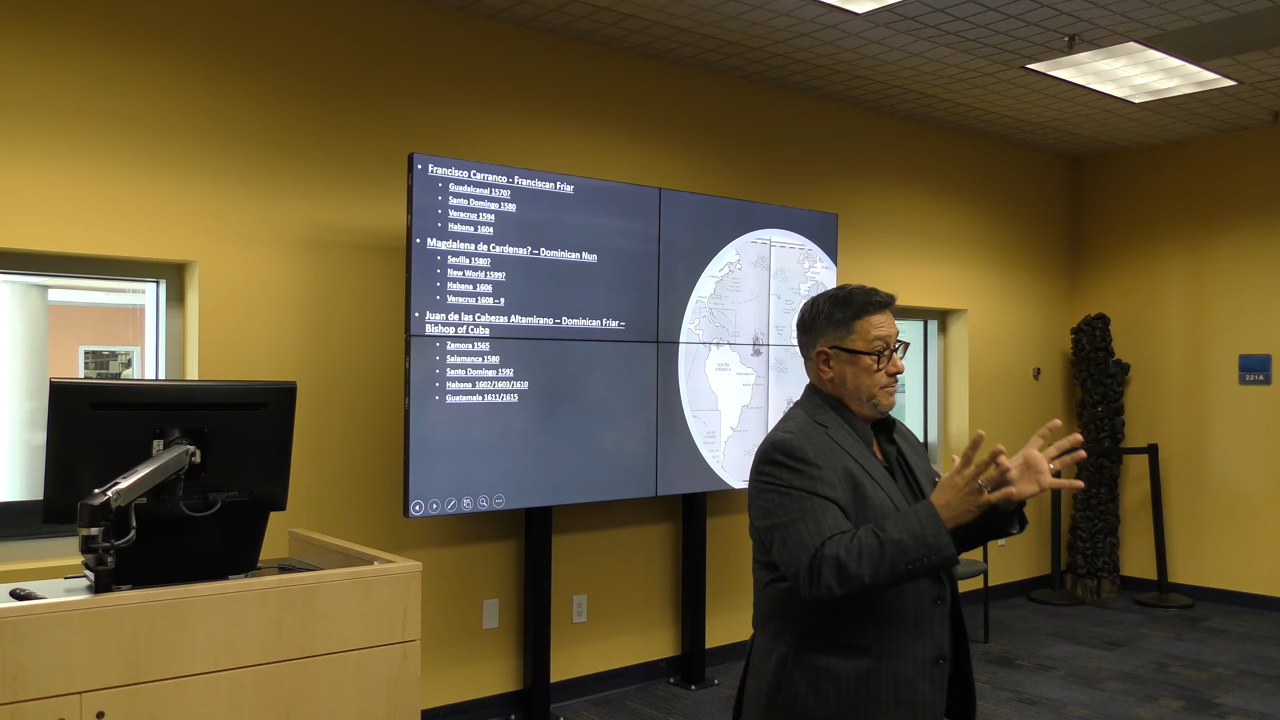 Francisco Carranco - Franciscan Friar
Guadalcanal 1570?
Santo Domingo 1580
Veracruz 1594
Habana 1604
Magdalena de Cardenas? – Dominican Nun
Sevilla 1580?
New World 1599?
Habana 1606
Veracruz 1608 – 9
Juan de las Cabezas Altamirano – Dominican Friar –
Bishop of Cuba
Zamora 1565
Salamanca 1580
Santo Domingo 1592
Habana 1602/1603/1610
Guatamala 1611/1615
SOUTH
AMERICA
221A